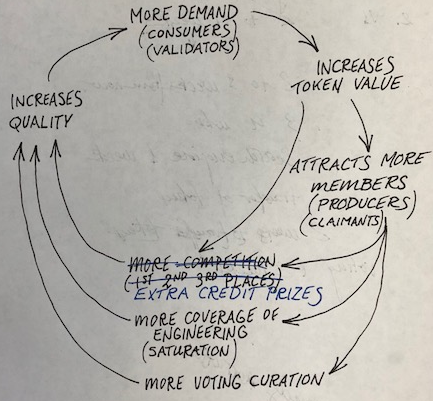 MORE DEMAND
(CONSUMERS)
(VALIDATORS)
INCREASES
TOKEN VALUE
INCREASES
QUALITY
ATTRACTS MORE
MEMBERS
(PRODUCERS)
(CLAIMANTS)
MORE COMPETITION
(1ST 2ND 3RD PLACES)
EXTRA CREDIT PRIZES
MORE COVERAGE OF
ENGINEERING
(SATURATION)
MORE VOTING CURATION